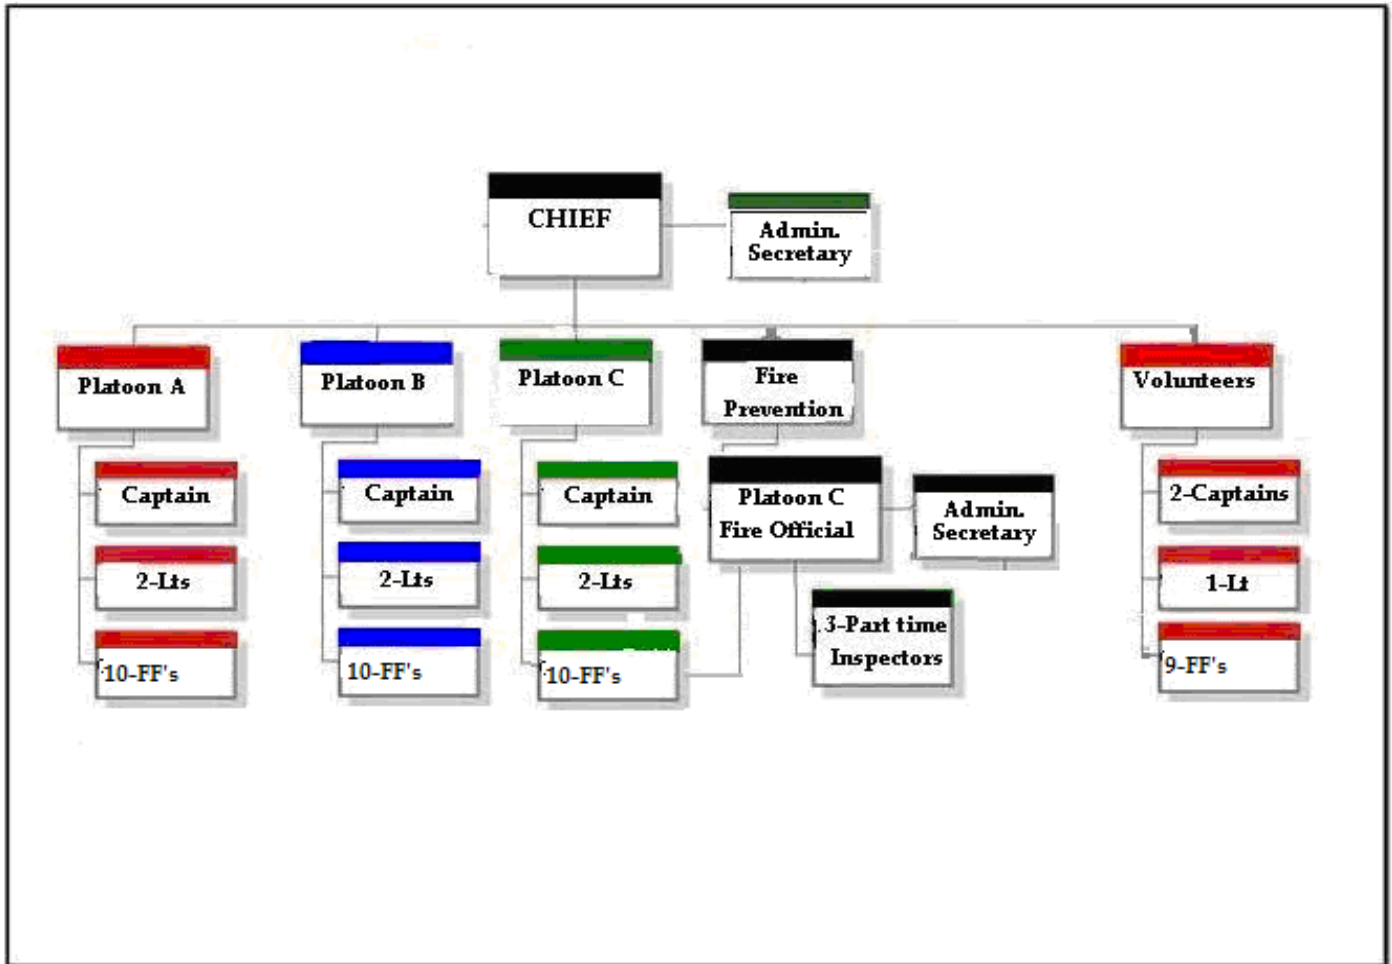 CHIEF
Admin.
Secretary
Platoon A
Captain
2-Lts
10-FF's
Platoon B
Captain
2-Lts
10-FF's
Platoon C
Captain
2-Lts
10-FF's
Fire
Prevention
Platoon C
Fire Official
Admin.
Secretary
3-Part time
Inspectors
Volunteers
2-Captains
1-Lt
9-FF's